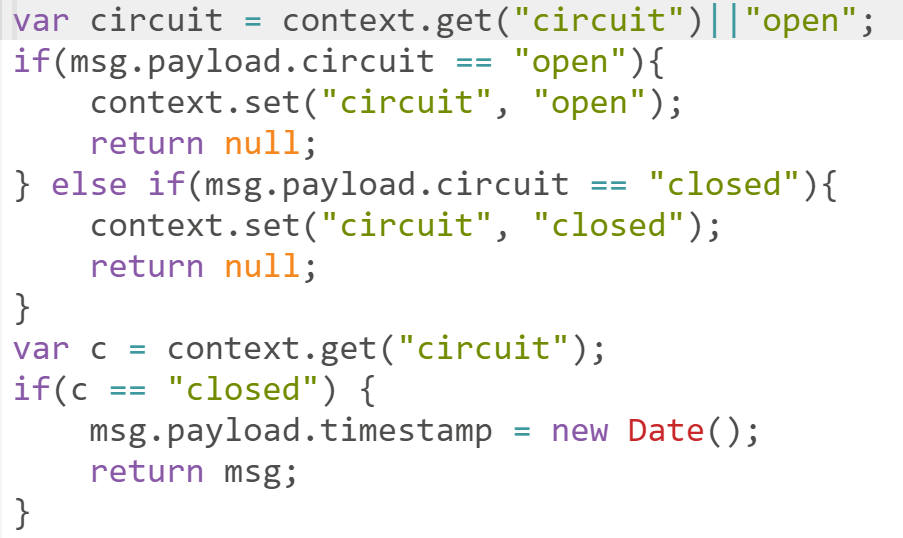 var circuit = context.get("circuit")||"open";
if(msg.payload.circuit == "open"){
    context.set("circuit", "open");
    return null;
} else if(msg.payload.circuit == "closed"){
    context.set("circuit", "closed");
    return null;
}
var c = context.get("circuit");
if(c == "closed") {
    msg.payload.timestamp = new Date();
    return msg;
}